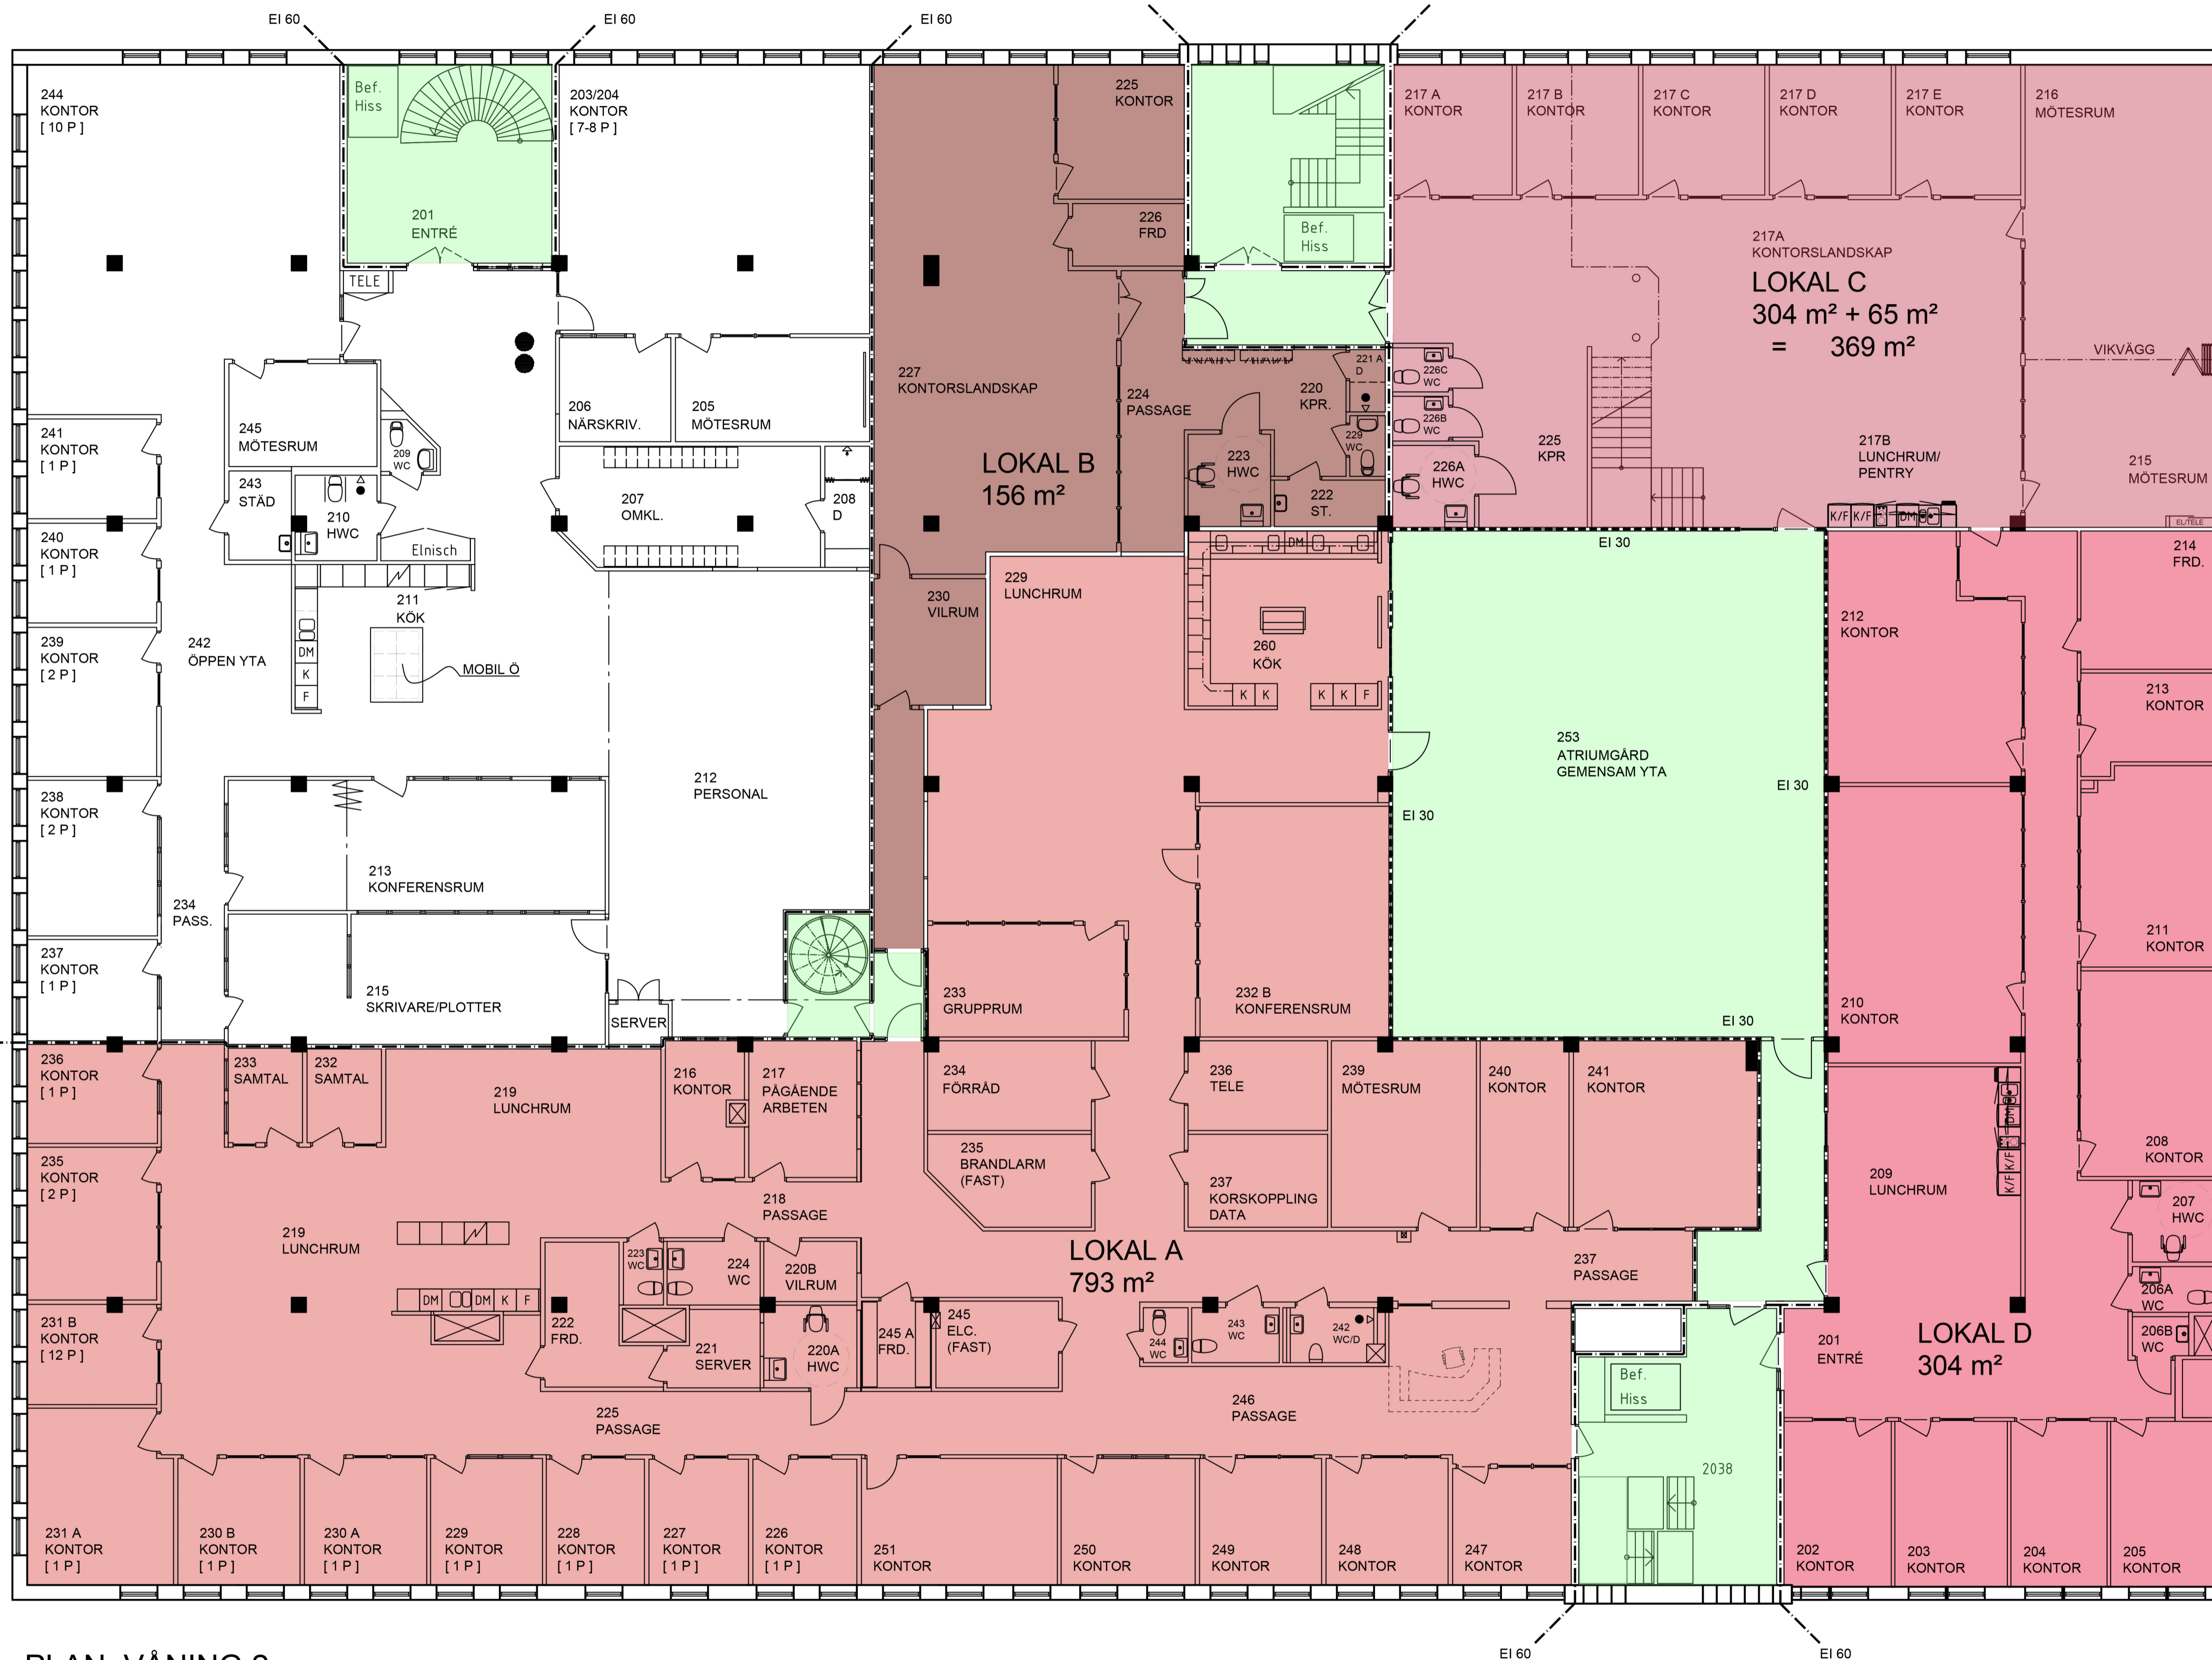 EI 60
EI 60
EI 60
244
KONTOR
[ 10 P ]
Bef.
Hiss
201
ENTRÉ
TELE
203/204
KONTOR
[ 7-8 P ]
225
KONTOR
226
FRD
Bef.
Hiss
217 A
KONTOR
217 B
KONTOR
217 C
KONTOR
217 D
KONTOR
217 E
KONTOR
216
MÖTESRUM
217A
KONTORSLANDSKAP
LOKAL C
304 m² + 65 m²
= 369 m²
VIKVÄGG
241
KONTOR
[ 1 P ]
245
MÖTESRUM
209
WC
206
NÄRSKRIV.
205
MÖTESRUM
227
KONTORSLANDSKAP
224
PASSAGE
220
KPR.
221 A
D
226C
WC
226B
WC
229
WC
223
HWC
222
ST.
226A
HWC
225
KPR
217B
LUNCHRUM/
PENTRY
215
MÖTESRUM
K/F
K/F
DM
EL/TELE
LOKAL B
156 m²
243
STÄD
210
HWC
Elnisch
207
OMKL.
208
D
240
KONTOR
[ 1 P ]
211
KÖK
DM
K
F
MOBIL Ö
239
KONTOR
[ 2 P ]
242
ÖPPEN YTA
230
VILRUM
229
LUNCHRUM
DM
260
KÖK
K
K
K
K
F
EI 30
214
FRD.
212
KONTOR
213
KONTOR
253
ATRIUMGÅRD
GEMENSAM YTA
EI 30
EI 30
EI 30
238
KONTOR
[ 2 P ]
212
PERSONAL
213
KONFERENSRUM
234
PASS.
237
KONTOR
[ 1 P ]
215
SKRIVARE/PLOTTER
SERVER
233
GRUPPRUM
232 B
KONFERENSRUM
210
KONTOR
211
KONTOR
236
KONTOR
[ 1 P ]
233
SAMTAL
232
SAMTAL
219
LUNCHRUM
216
KONTOR
217
PÅGÅENDE
ARBETEN
234
FÖRRÅD
236
TELE
239
MÖTESRUM
240
KONTOR
241
KONTOR
235
KONTOR
[ 2 P ]
235
BRANDLARM
(FAST)
237
KORSKOPPLING
DATA
DM
K/F
K/F
209
LUNCHRUM
208
KONTOR
207
HWC
218
PASSAGE
219
LUNCHRUM
223
WC
224
WC
220B
VILRUM
LOKAL A
793 m²
237
PASSAGE
206A
WC
206B
WC
231 B
KONTOR
[ 12 P ]
DM
DM
K
F
222
FRD.
221
SERVER
220A
HWC
245 A
FRD.
245
ELC.
(FAST)
244
WC
243
WC
242
WC/D
201
ENTRÉ
LOKAL D
304 m²
Bef.
Hiss
225
PASSAGE
246
PASSAGE
2038
231 A
KONTOR
[ 1 P ]
230 B
KONTOR
[ 1 P ]
230 A
KONTOR
[ 1 P ]
229
KONTOR
[ 1 P ]
228
KONTOR
[ 1 P ]
227
KONTOR
[ 1 P ]
226
KONTOR
[ 1 P ]
251
KONTOR
250
KONTOR
249
KONTOR
248
KONTOR
247
KONTOR
202
KONTOR
203
KONTOR
204
KONTOR
205
KONTOR
EI 60
EI 60
PLAN VÅNING